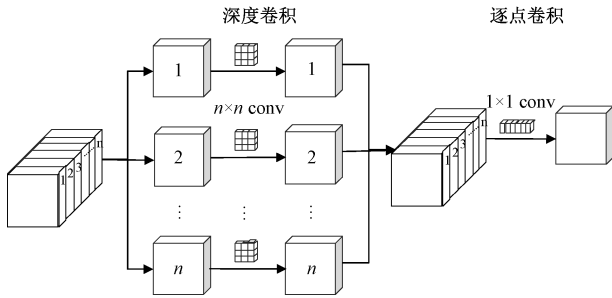 深度卷积
逐点卷积
1
1
n×n conv
1×1 conv
1 2 3 … n
2
2
1 2 3 … n
⋮ ⋮ ⋮
n
n